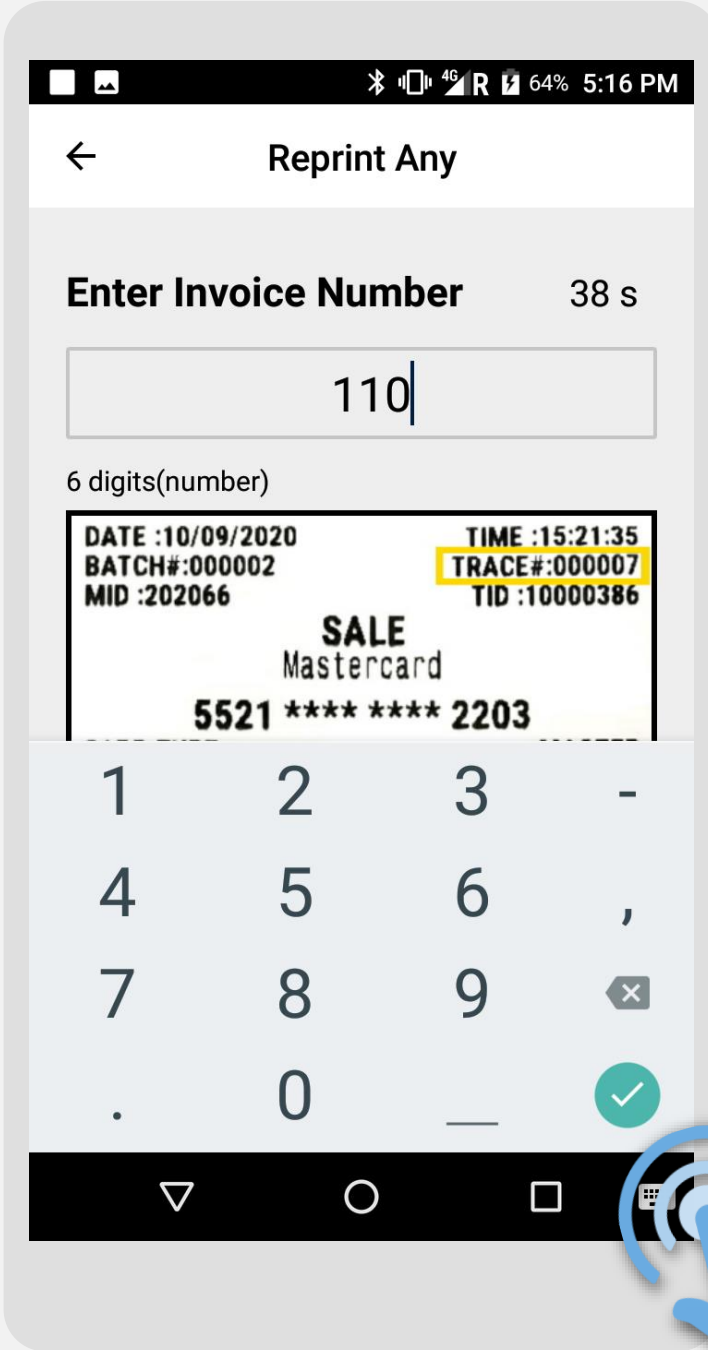 4G R 64% 5:16 PM
Reprint Any
Enter Invoice Number 38 s
110
6 digits(number)
DATE :10/09/2020 TIME :15:21:35
BATCH#:000002 TRACE#:000007
MID :202066 TID :10000386
SALE
Mastercard
5521 **** **** 2203
1 2 3 -
4 5 6 ,
7 8 9
. 0 _